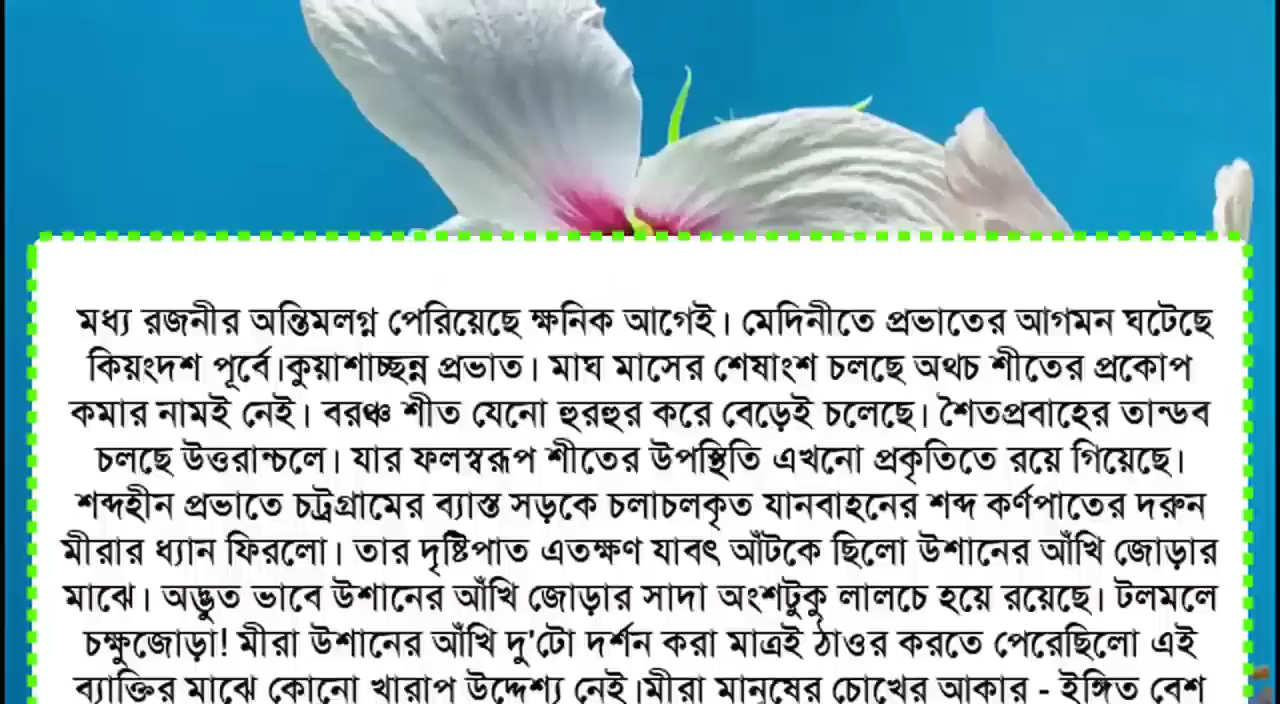 মধ্য রজনীর অন্তিমলগ্ন পেরিয়েছে ক্ষনিক আগেই। মেদিনীতে প্রভাতের আগমন ঘটেছে
কিয়ংদশ পূর্বে।কুয়াশাচ্ছন্ন প্রভাত। মাঘ মাসের শেষাংশ চলছে অথচ শীতের প্রকোপ
কমার নামই নেই। বরঞ্চ শীত যেনো হুরহুর করে বেড়েই চলেছে। শৈতপ্রবাহের তান্ডব
চলছে উত্তরান্চলে। যার ফলস্বরূপ শীতের উপস্থিতি এখনো প্রকৃতিতে রয়ে গিয়েছে।
শব্দহীন প্রভাতে চট্রগ্রামের ব্যাস্ত সড়কে চলাচলকৃত যানবাহনের শব্দ কর্ণপাতের দরুন
মীরার ধ্যান ফিরলো। তার দৃষ্টিপাত এতক্ষণ যাবৎ আঁটকে ছিলো উশানের আঁখি জোড়ার
মাঝে। অদ্ভুত ভাবে উশানের আঁখি জোড়ার সাদা অংশটুকু লালচে হয়ে রয়েছে। টলমলে
চক্ষুজোড়া! মীরা উশানের আঁখি দু'টো দর্শন করা মাত্রই ঠাওর করতে পেরেছিলো এই
ব্যাক্তির মাঝে কোনো খারাপ উদ্দেশ্য নেই।মীরা মানুষের চোখের আকার - ইঙ্গিত বেশ